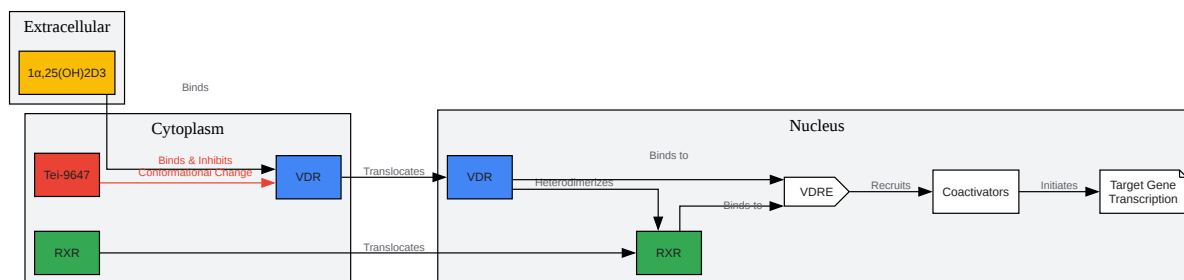 Extracellular
1α,25(OH)2D3
Binds
Cytoplasm
Nucleus
Tei-9647
Binds & Inhibits
Conformational Change
VDR
Translocates
VDR
Binds to
Heterodimerizes
VDRE
Binds to
Recruits
Coactivators
Initiates
Target Gene
Transcription
RXR
Translocates
RXR